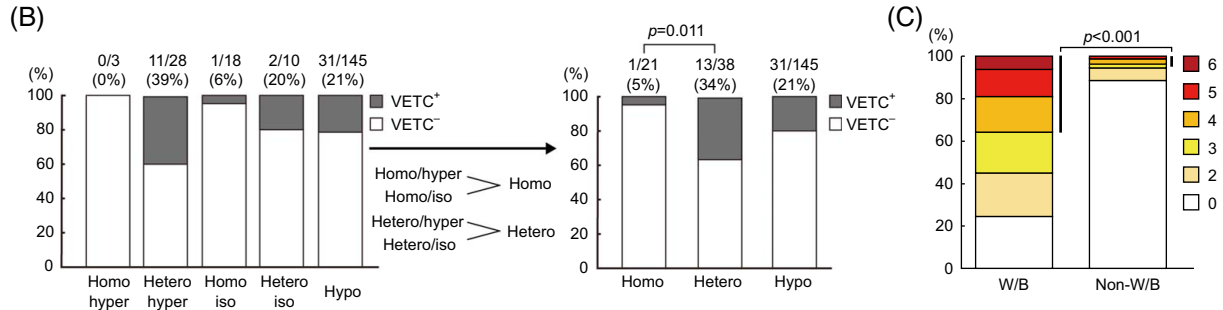 (B)
0/3 11/28 1/18 2/10 31/145
(0%) (39%) (6%) (20%) (21%)
(%)
100
80
60
40
20
0
VETC⁺
VETC⁻
Homo hyper
Hetero hyper
Homo iso
Hetero iso
Hypo
Homo/hyper
Homo/iso
Homo
Hetero/hyper
Hetero/iso
Hetero
p=0.011
1/21 13/38 31/145
(5%) (34%) (21%)
(%)
100
80
60
40
20
0
VETC⁺
VETC⁻
Homo Hetero Hypo
(C)
(%)
p<0.001
100
80
60
40
20
0
6
5
4
3
2
0
W/B Non-W/B